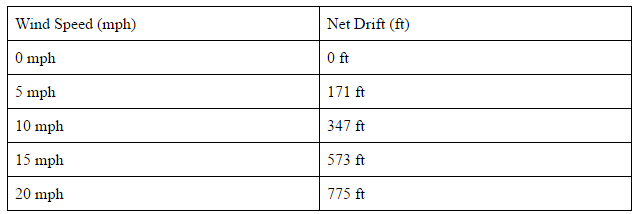 Wind Speed (mph) Net Drift (ft)
0 mph 0 ft
5 mph 171 ft
10 mph 347 ft
15 mph 573 ft
20 mph 775 ft